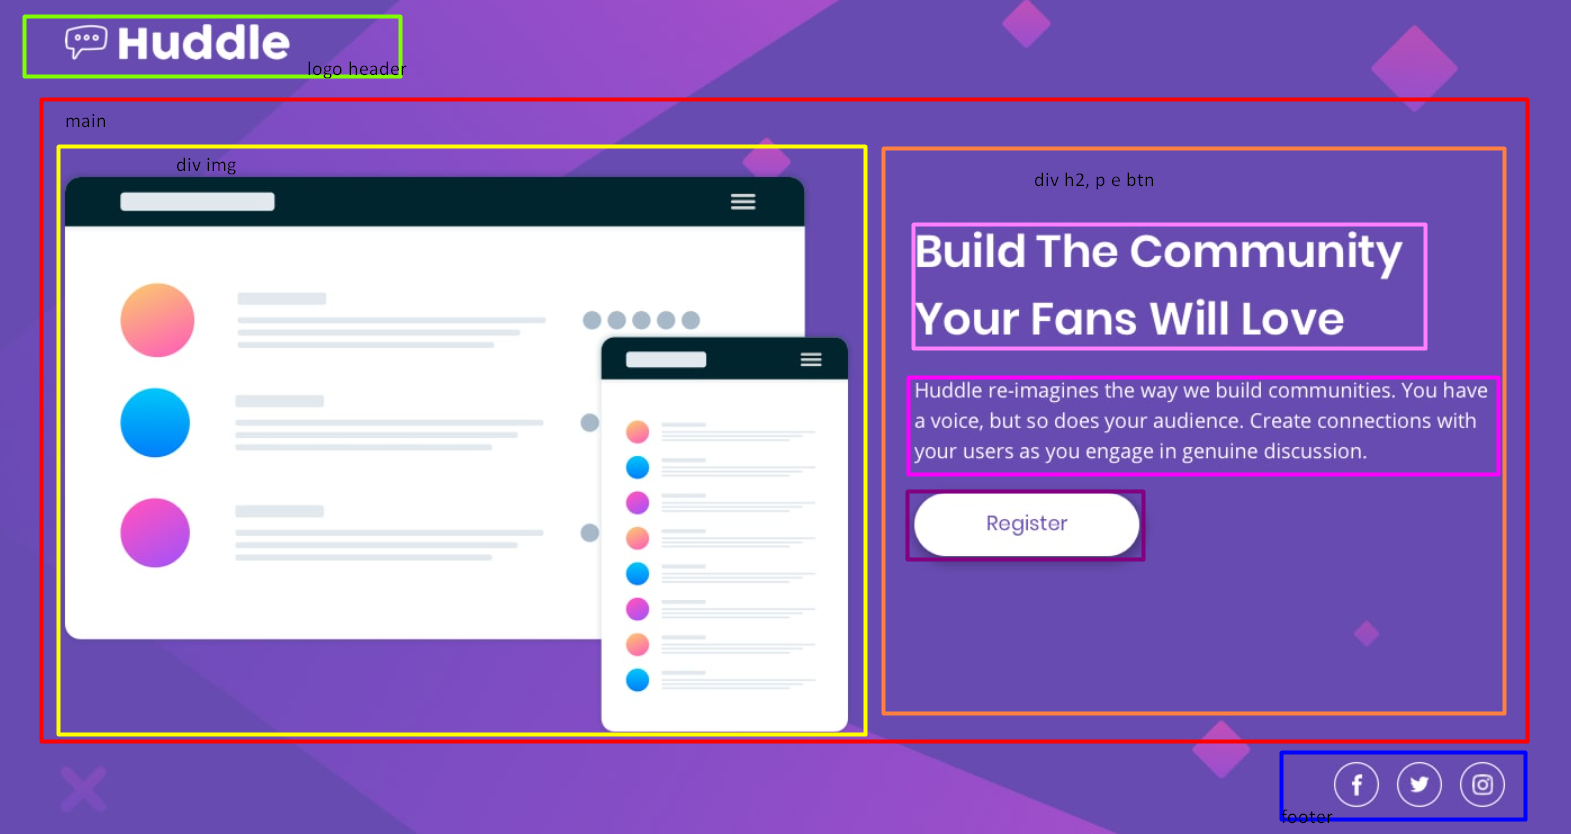 Huddle
logo header
main
div img
div h2, p e btn
Build The Community
Your Fans Will Love
Huddle re-imagines the way we build communities. You have
a voice, but so does your audience. Create connections with
your users as you engage in genuine discussion.
Register
footer